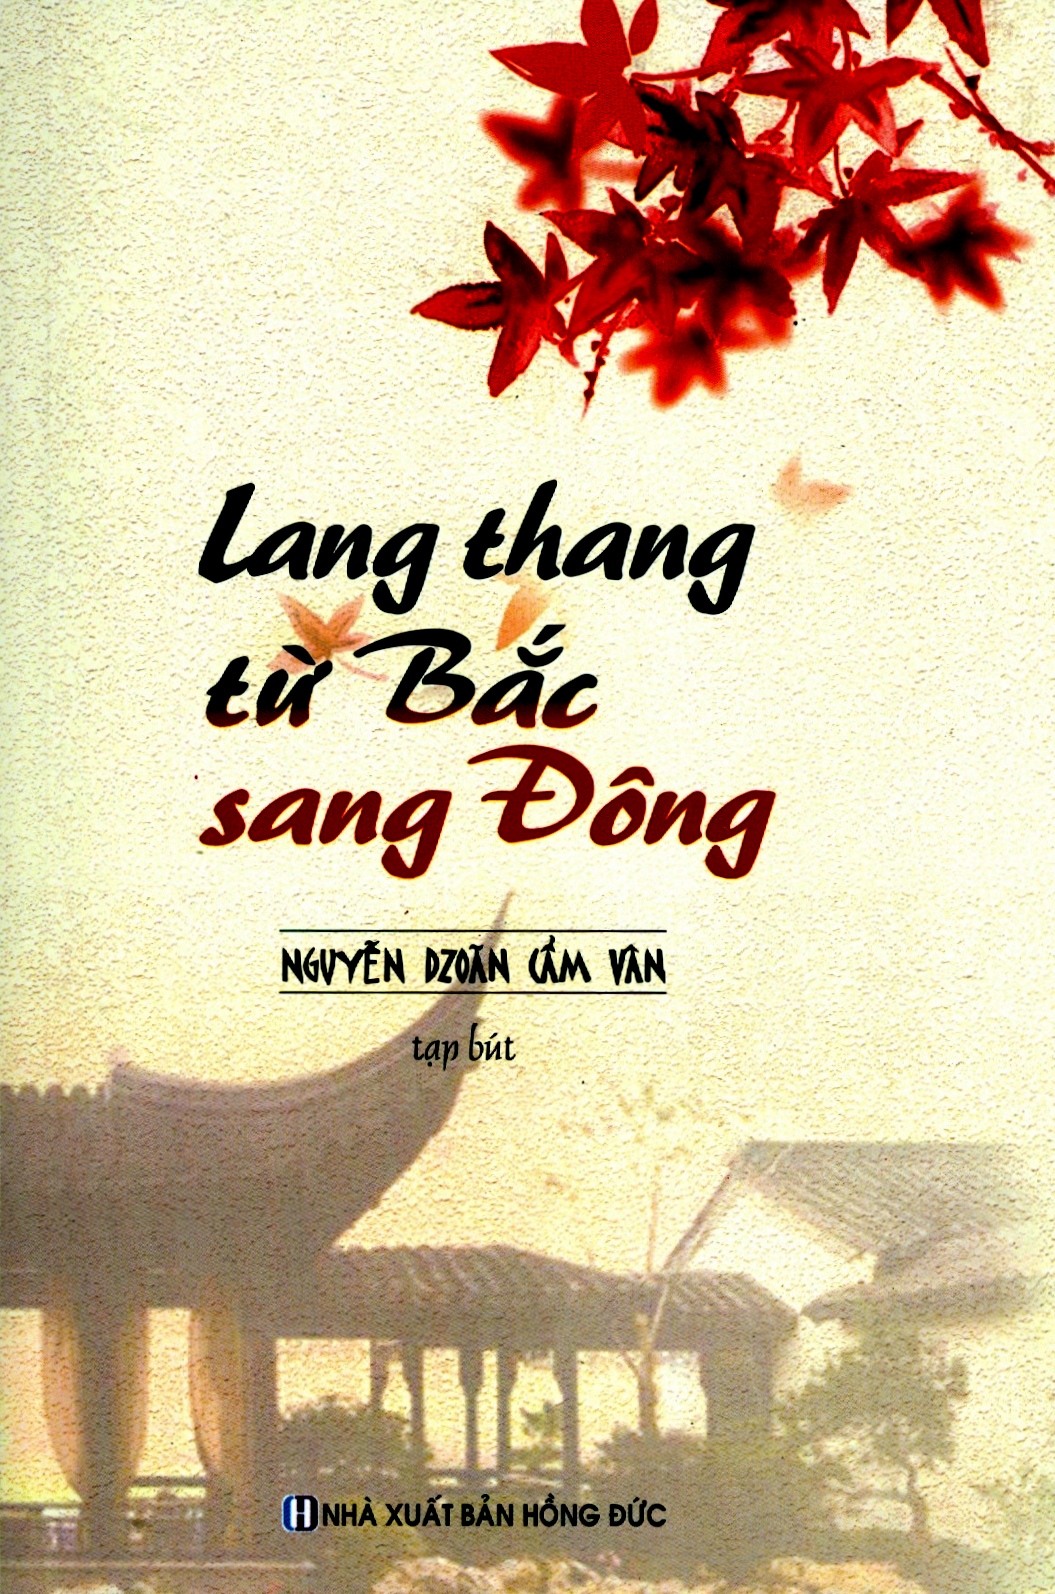 Lang thang
từ Bắc
sang Đông
NGUYỄN DZOÃN CẨM VÂN
tạp bút
NHÀ XUẤT BẢN HỒNG ĐỨC